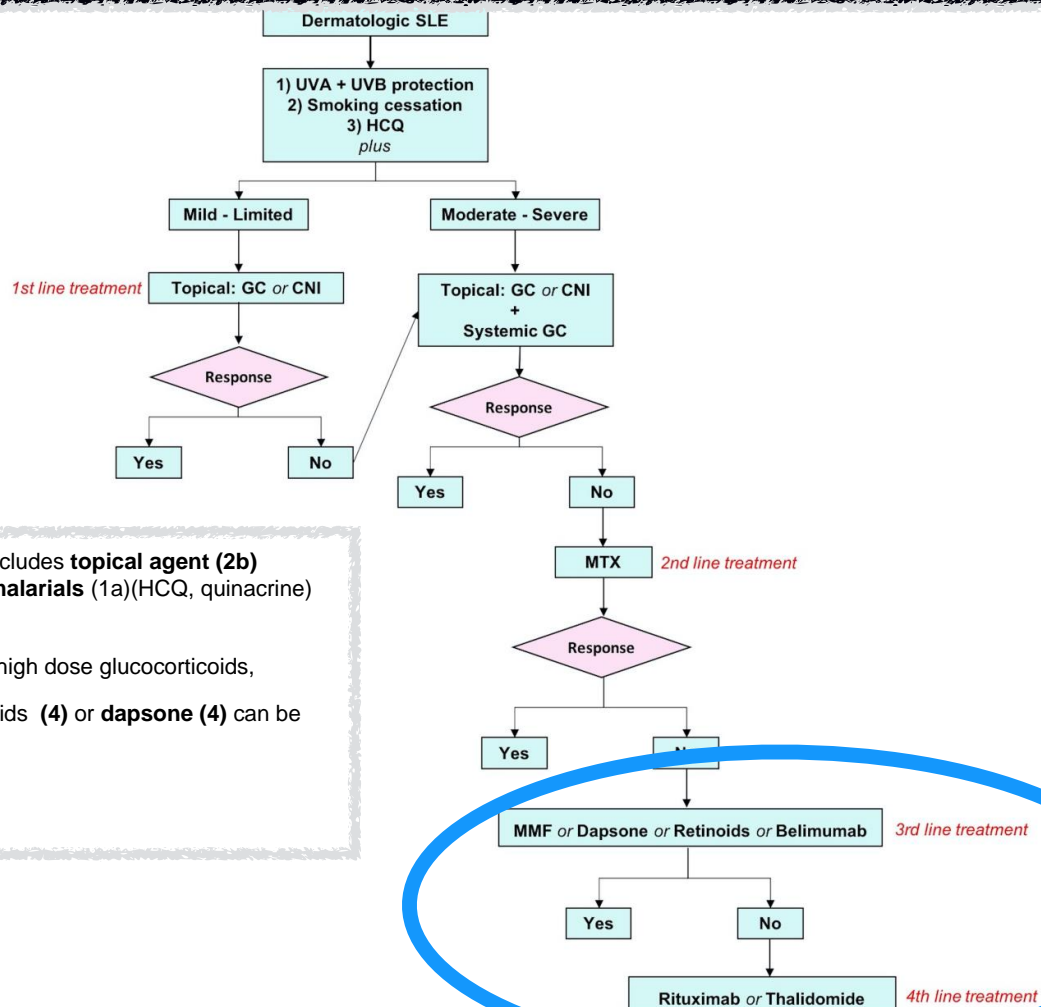 Dermatologic SLE
1) UVA + UVB protection
2) Smoking cessation
3) HCQ
plus
Mild - Limited
Moderate - Severe
1st line treatment
Topical: GC or CNI
Topical: GC or CNI
+
Systemic GC
Response
Response
Yes
No
Yes
No
MTX
2nd line treatment
cludes topical agent (2b)
nalarials (1a)(HCQ, quinacrine)
high dose glucocorticoids,
ids (4) or dapsone (4) can be
Response
Yes
No
MMF or Dapsone or Retinoids or Belimumab
3rd line treatment
Yes
No
Rituximab or Thalidomide
4th line treatment